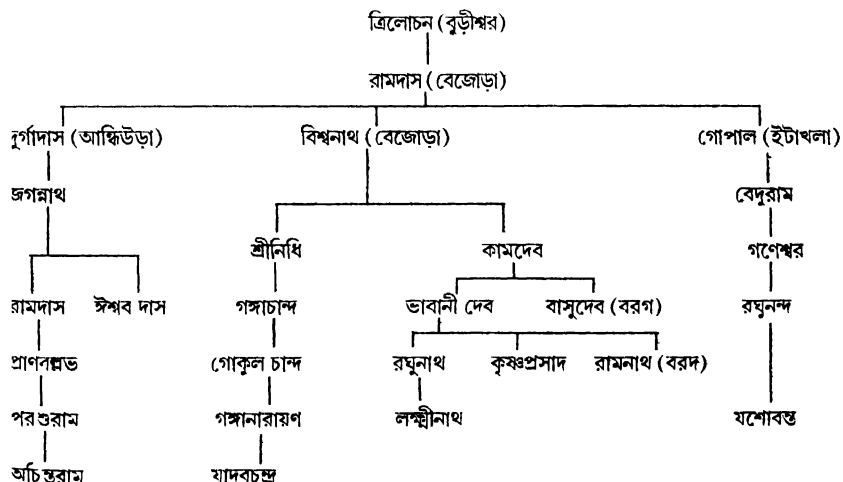 ত্রিলোচন (বুড়ীশ্বর)
রামদাস (বেজোড়া)
দুর্গাদাস (আন্ধিউড়া) বিশ্বনাথ (বেজোড়া) গোপাল (ইটাখলা)
জগন্নাথ বেদুরাম
শ্রীনিধি কামদেব গণেশ্বর
রামদাস ঈশ্বব দাস গঙ্গাচান্দ ভাবানী দেব বাসুদেব (বরগ) রঘুনন্দ
প্রাণবল্লভ গোকুল চান্দ রঘুনাথ কৃষ্ণপ্রসাদ রামনাথ (বরদ)
পরশুরাম গঙ্গানারায়ণ লক্ষ্মীনাথ যশোবন্ত
অচিন্তরাম যাদবচন্দ্র